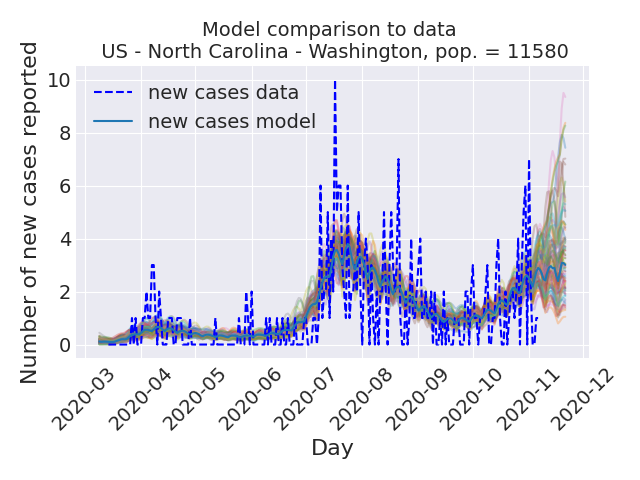 Model comparison to data
US - North Carolina - Washington, pop. = 11580
Number of new cases reported
10
8
6
4
2
0
new cases data
new cases model
2020-03
2020-04
2020-05
2020-06
2020-07
2020-08
2020-09
2020-10
2020-11
2020-12
Day